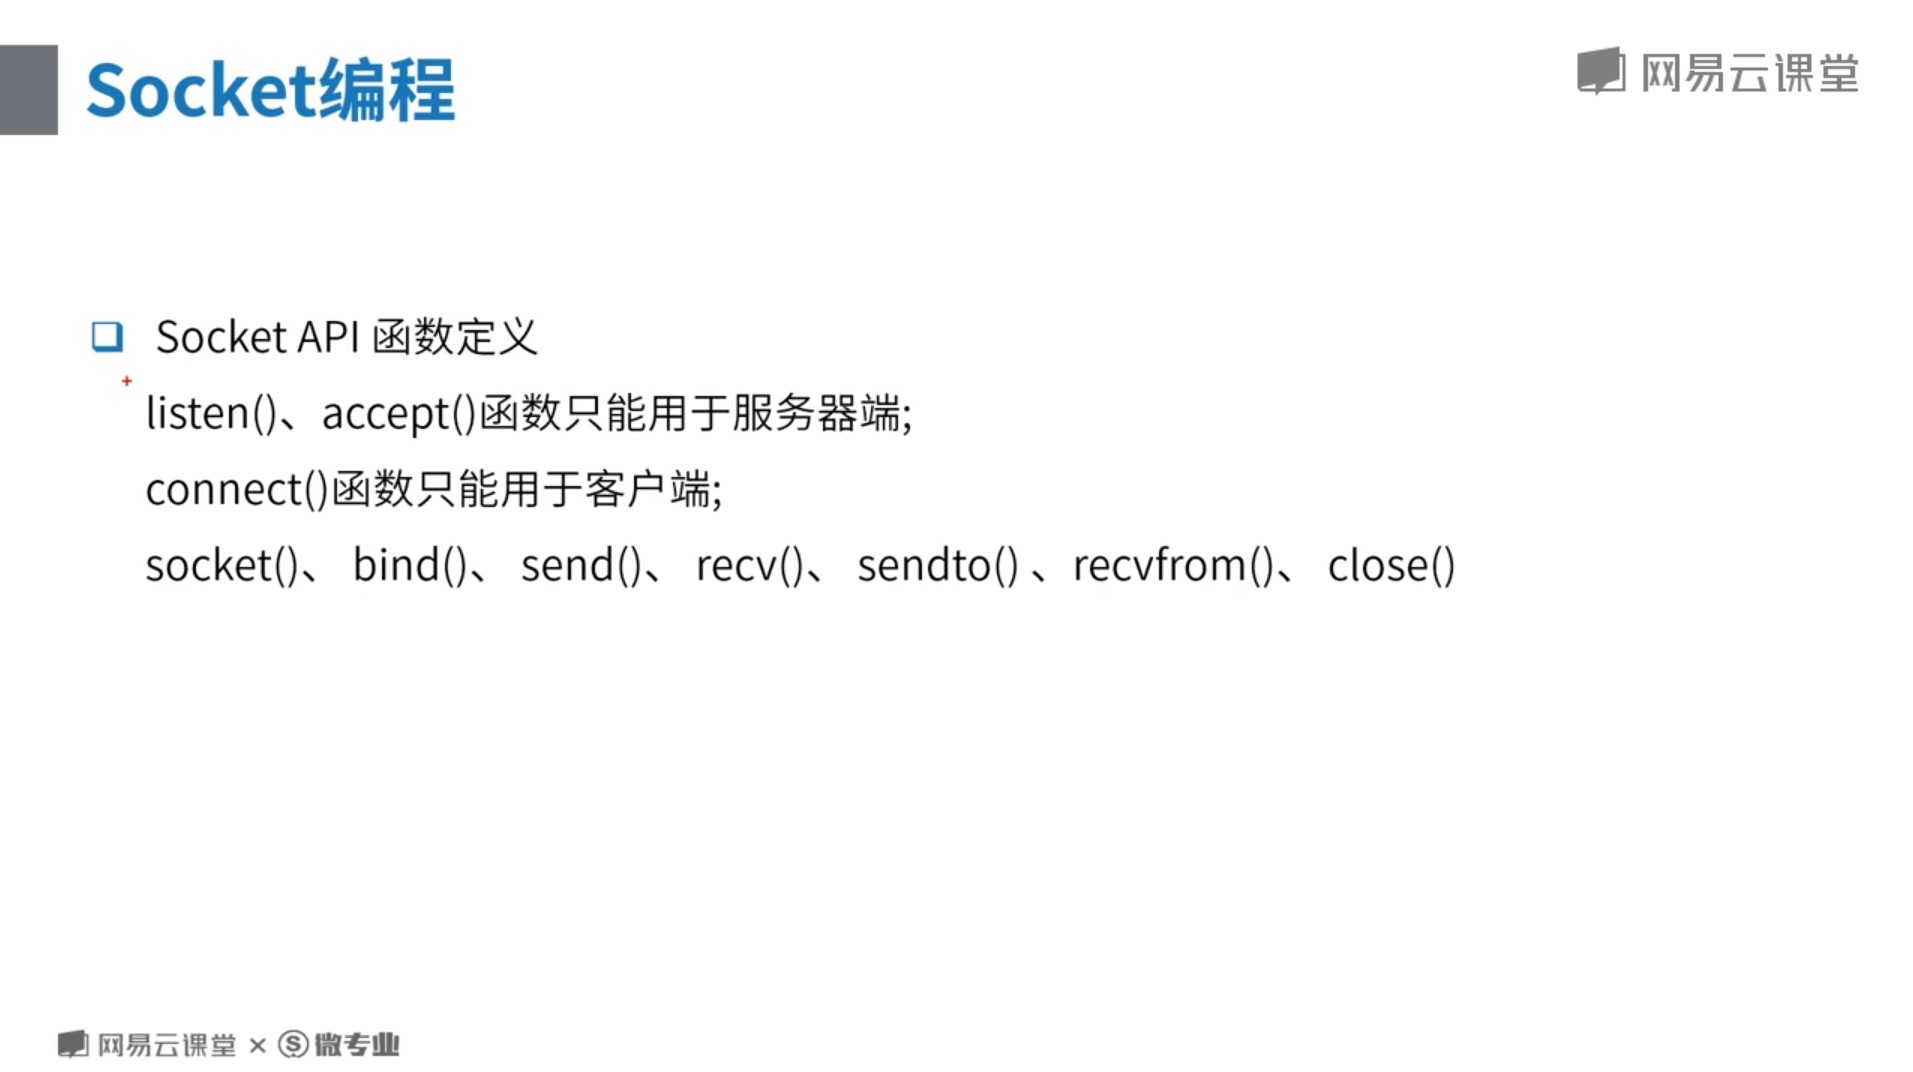 Socket编程
网易云课堂
Socket API 函数定义
listen()、accept()函数只能用于服务器端;
connect()函数只能用于客户端;
socket()、 bind()、 send()、 recv()、 sendto() 、recvfrom()、 close()
网易云课堂 × S 微专业